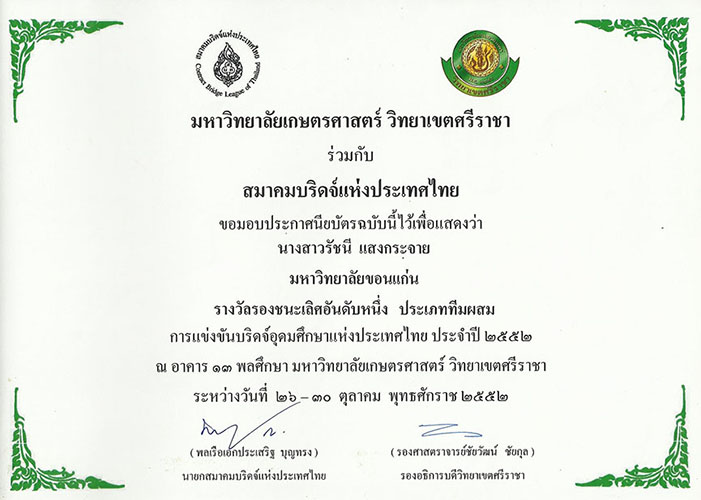 สมาคมบริดจ์แห่งประเทศไทย
Contract Bridge League of Thailand
วิทยาเขตศรีราชา
มหาวิทยาลัยเกษตรศาสตร์ วิทยาเขตศรีราชา
ร่วมกับ
สมาคมบริดจ์แห่งประเทศไทย
ขอมอบประกาศนียบัตรฉบับนี้ไว้เพื่อแสดงว่า
นางสาวรัชนี แสงกระจาย
มหาวิทยาลัยขอนแก่น
รางวัลรองชนะเลิศอันดับหนึ่ง ประเภททีมผสม
การแข่งขันบริดจ์อุดมศึกษาแห่งประเทศไทย ประจำปี ๒๕๕๒
ณ อาคาร ๑๓ พลศึกษา มหาวิทยาลัยเกษตรศาสตร์ วิทยาเขตศรีราชา
ระหว่างวันที่ ๒๖ – ๓๐ ตุลาคม พุทธศักราช ๒๕๕๒
( พลเรือเอกประเสริฐ บุญทรง )
( รองศาสตราจารย์ชัยวัฒน์ ชัยกุล )
นายกสมาคมบริดจ์แห่งประเทศไทย
รองอธิการบดีวิทยาเขตศรีราชา